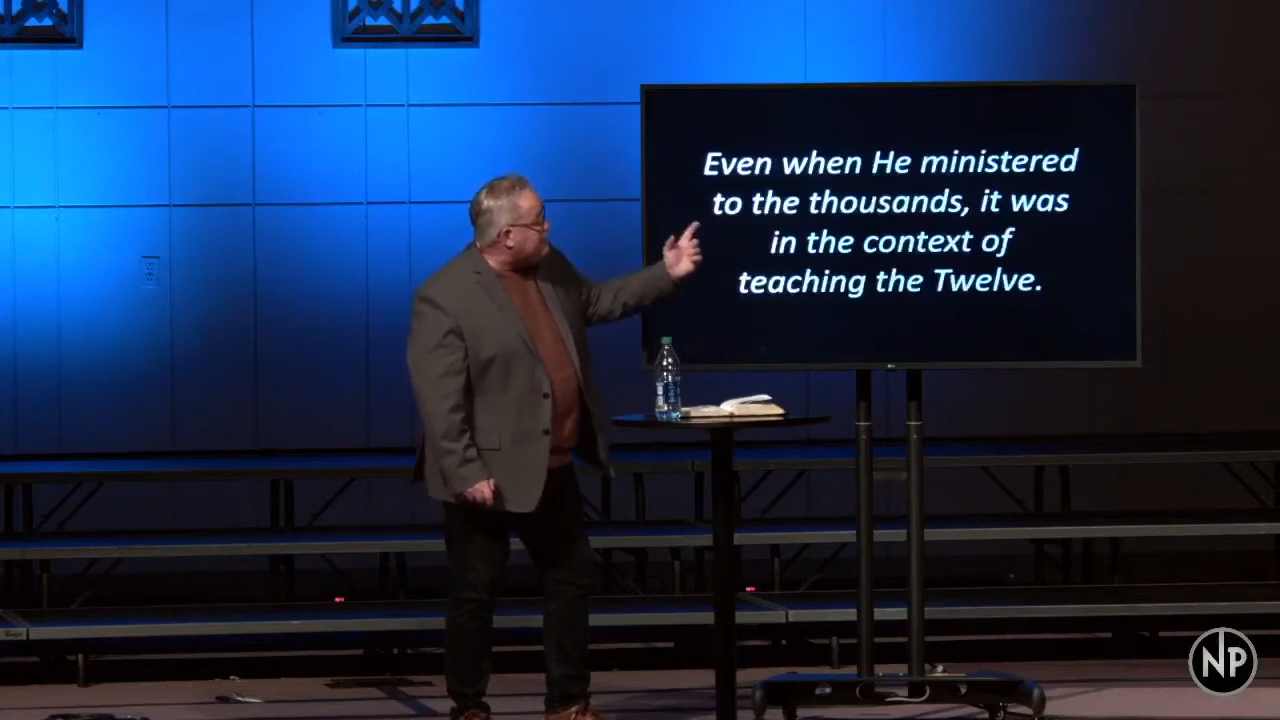 Even when He ministered
to the thousands, it was
in the context of
teaching the Twelve.
NP